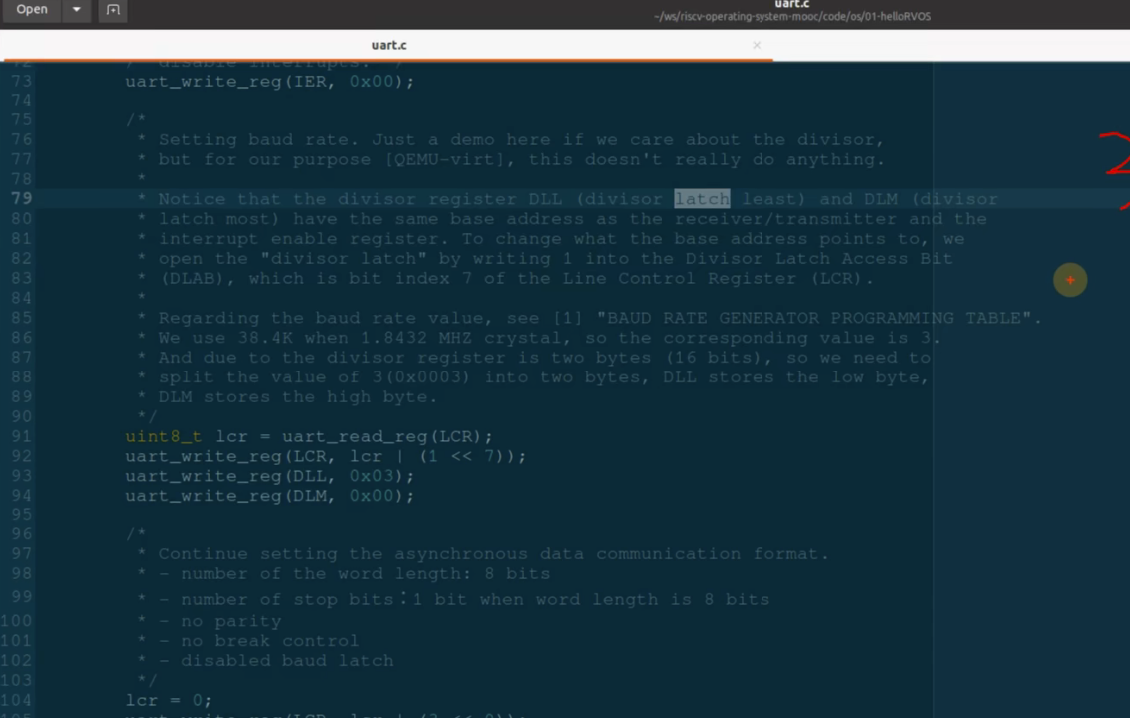 Open
uart.c
~/ws/riscv-operating-system-mooc/code/os/01-helloRVOS
uart.c ×
72 /* disable interrupts. */
73 uart_write_reg(IER, 0x00);
74
75 /*
76 * Setting baud rate. Just a demo here if we care about the divisor,
77 * but for our purpose [QEMU-virt], this doesn't really do anything.
78 *
79 * Notice that the divisor register DLL (divisor latch least) and DLM (divisor
80 * latch most) have the same base address as the receiver/transmitter and the
81 * interrupt enable register. To change what the base address points to, we
82 * open the "divisor latch" by writing 1 into the Divisor Latch Access Bit
83 * (DLAB), which is bit index 7 of the Line Control Register (LCR).
84 *
85 * Regarding the baud rate value, see [1] "BAUD RATE GENERATOR PROGRAMMING TABLE".
86 * We use 38.4K when 1.8432 MHZ crystal, so the corresponding value is 3.
87 * And due to the divisor register is two bytes (16 bits), so we need to
88 * split the value of 3(0x0003) into two bytes, DLL stores the low byte,
89 * DLM stores the high byte.
90 */
91 uint8_t lcr = uart_read_reg(LCR);
92 uart_write_reg(LCR, lcr | (1 << 7));
93 uart_write_reg(DLL, 0x03);
94 uart_write_reg(DLM, 0x00);
95
96 /*
97 * Continue setting the asynchronous data communication format.
98 * - number of the word length: 8 bits
99 * - number of stop bits：1 bit when word length is 8 bits
100 * - no parity
101 * - no break control
102 * - disabled baud latch
103 */
104 lcr = 0;
105 uart_write_reg(LCR, lcr | (3 << 0));